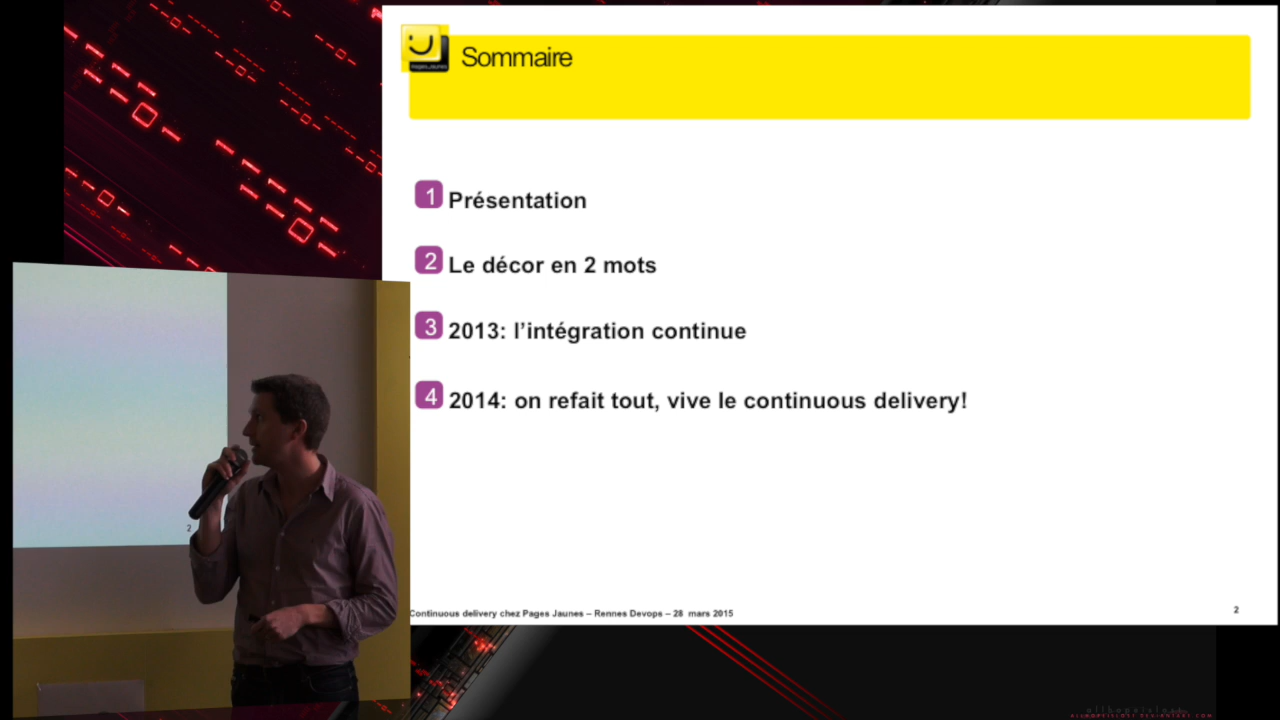 Sommaire
1 Présentation
2 Le décor en 2 mots
3 2013: l’intégration continue
4 2014: on refait tout, vive le continuous delivery!
2
Continuous delivery chez Pages Jaunes – Rennes Devops – 28 mars 2015
2